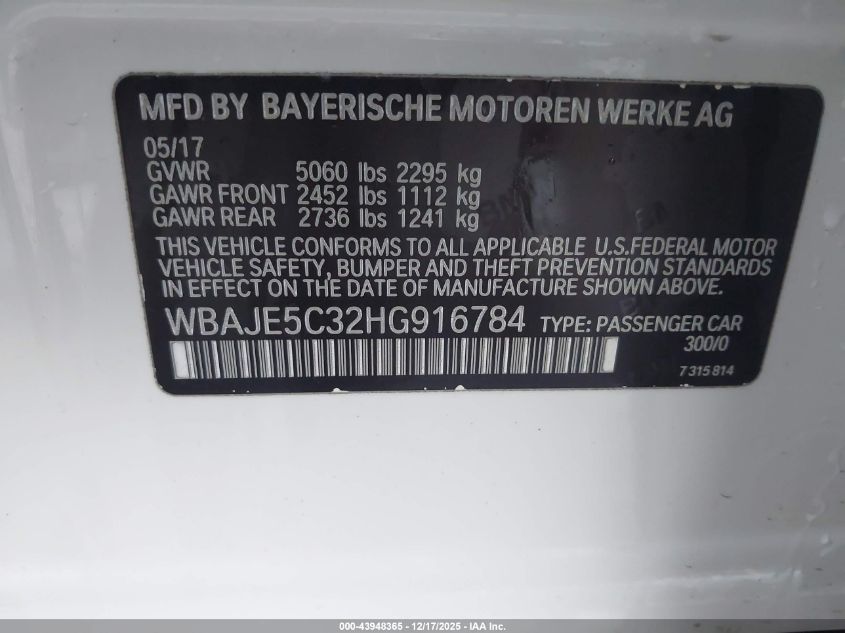 MFD BY BAYERISCHE MOTOREN WERKE AG
05/17
GVWR 5060 lbs 2295 kg
GAWR FRONT 2452 lbs 1112 kg
GAWR REAR 2736 lbs 1241 kg
THIS VEHICLE CONFORMS TO ALL APPLICABLE U.S.FEDERAL MOTOR
VEHICLE SAFETY, BUMPER AND THEFT PREVENTION STANDARDS
IN EFFECT ON THE DATE OF MANUFACTURE SHOWN ABOVE.
WBAJE5C32HG916784 TYPE: PASSENGER CAR
300/0
7 315 814
000-43948365 - 12/17/2025 - IAA Inc.